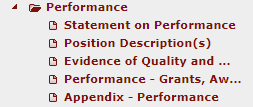 Performance
Statement on Performance
Position Description(s)
Evidence of Quality and ...
Performance - Grants, Aw...
Appendix - Performance